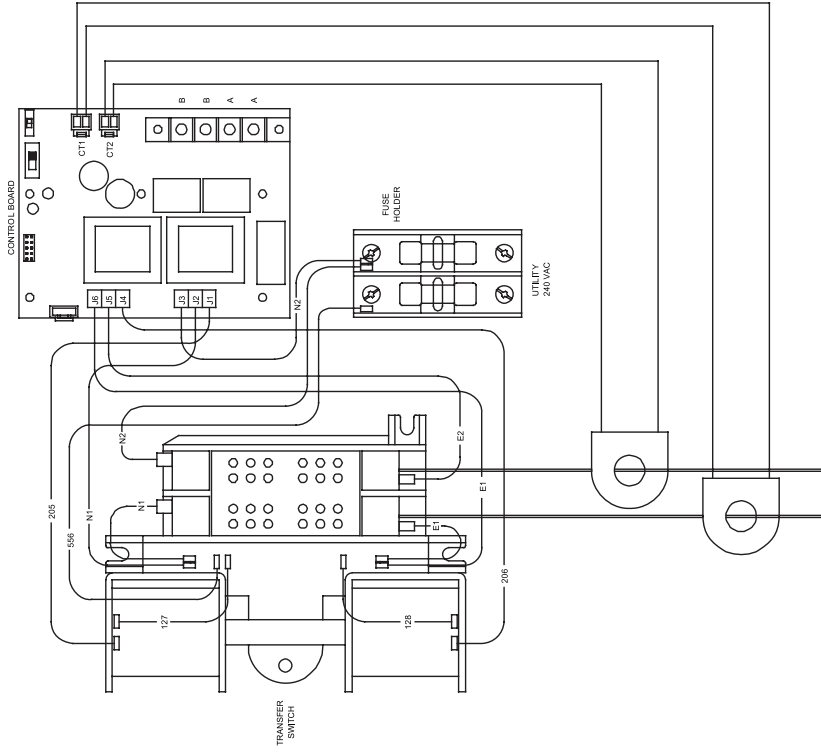 CONTROL BOARD
CT1
CT2
B
B
A
A
J6
J5
J4
J3
J2
J1
FUSE
HOLDER
UTILITY
240 VAC
N2
N2
N1
N1
205
556
E2
E1
E1
206
127
128
TRANSFER
SWITCH